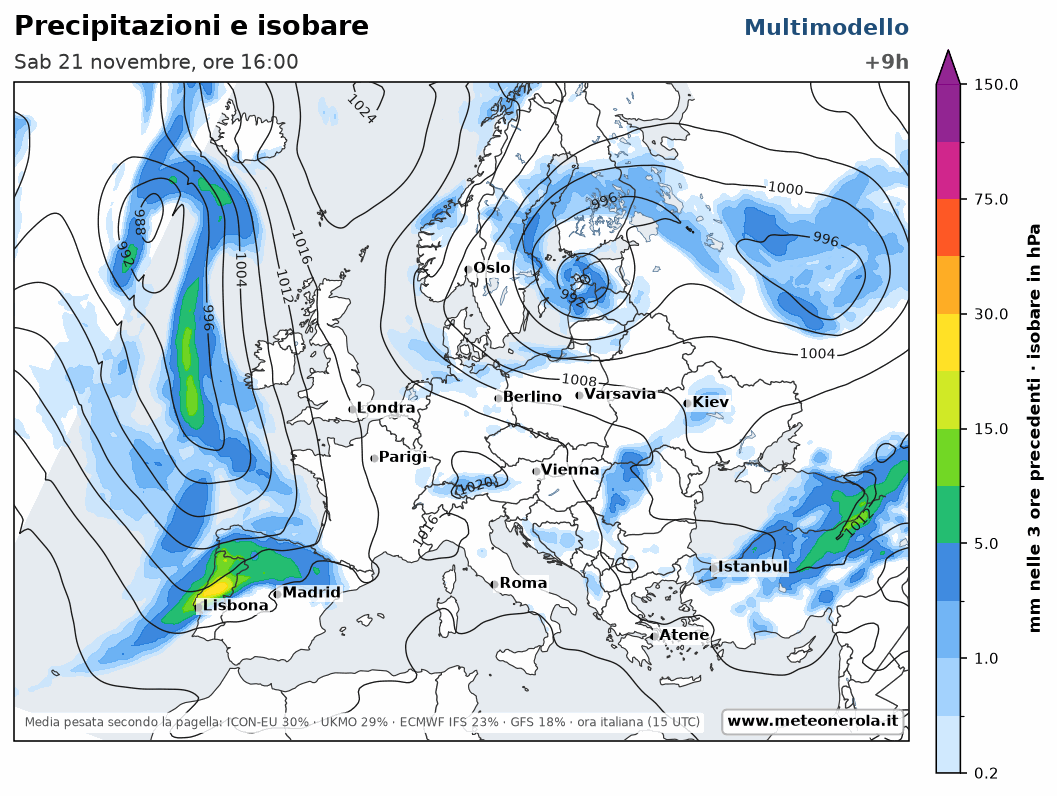 Precipitazioni e isobare
Multimodello
Sab 21 novembre, ore 16:00
+9h
150.0
75.0
30.0
15.0
5.0
1.0
0.2
mm nelle 3 ore precedenti · isobare in hPa
1024
1000
996
996
988
992
1016
1004
1012
Oslo
992
996
1004
1008
Berlino
Varsavia
Kiev
Londra
Parigi
Vienna
1020
1016
1012
Istanbul
Roma
Madrid
Lisbona
Atene
Media pesata secondo la pagella: ICON-EU 30% · UKMO 29% · ECMWF IFS 23% · GFS 18% · ora italiana (15 UTC)
www.meteonerola.it